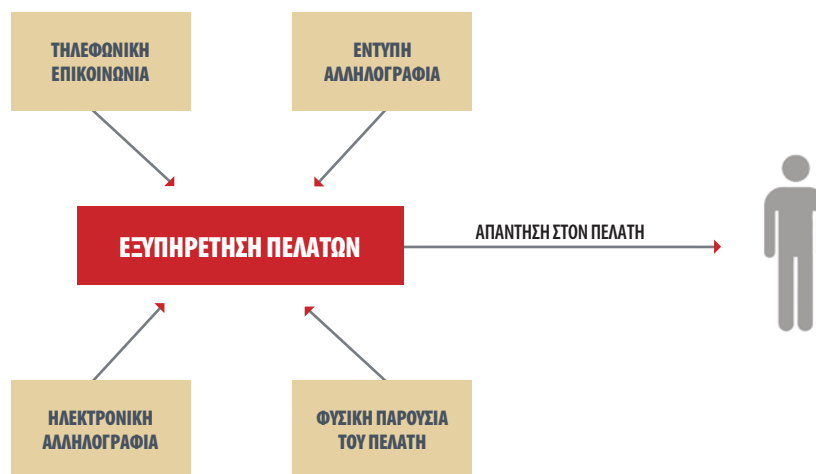 ΤΗΛΕΦΩΝΙΚΗ
ΕΠΙΚΟΙΝΩΝΙΑ
ΕΝΤΥΠΗ
ΑΛΛΗΛΟΓΡΑΦΙΑ
ΕΞΥΠΗΡΕΤΗΣΗ ΠΕΛΑΤΩΝ
ΑΠΑΝΤΗΣΗ ΣΤΟΝ ΠΕΛΑΤΗ
ΗΛΕΚΤΡΟΝΙΚΗ
ΑΛΛΗΛΟΓΡΑΦΙΑ
ΦΥΣΙΚΗ ΠΑΡΟΥΣΙΑ
ΤΟΥ ΠΕΛΑΤΗ